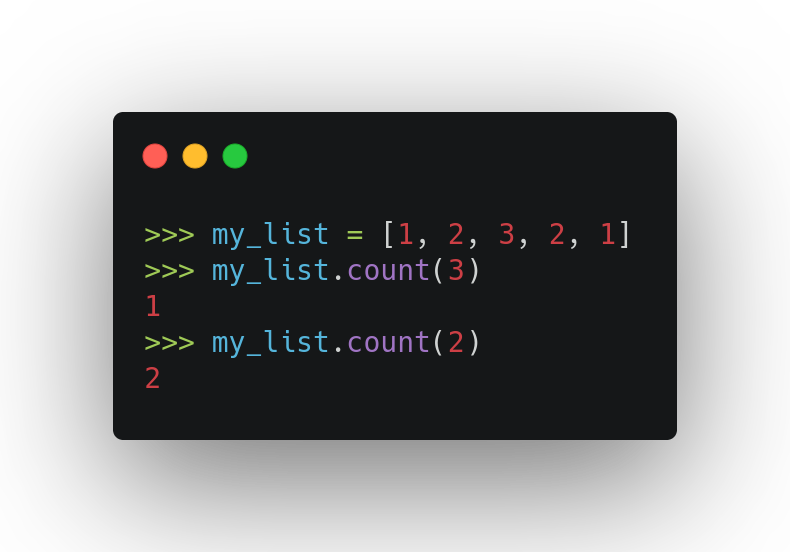 >>> my_list = [1, 2, 3, 2, 1]
>>> my_list.count(3)
1
>>> my_list.count(2)
2